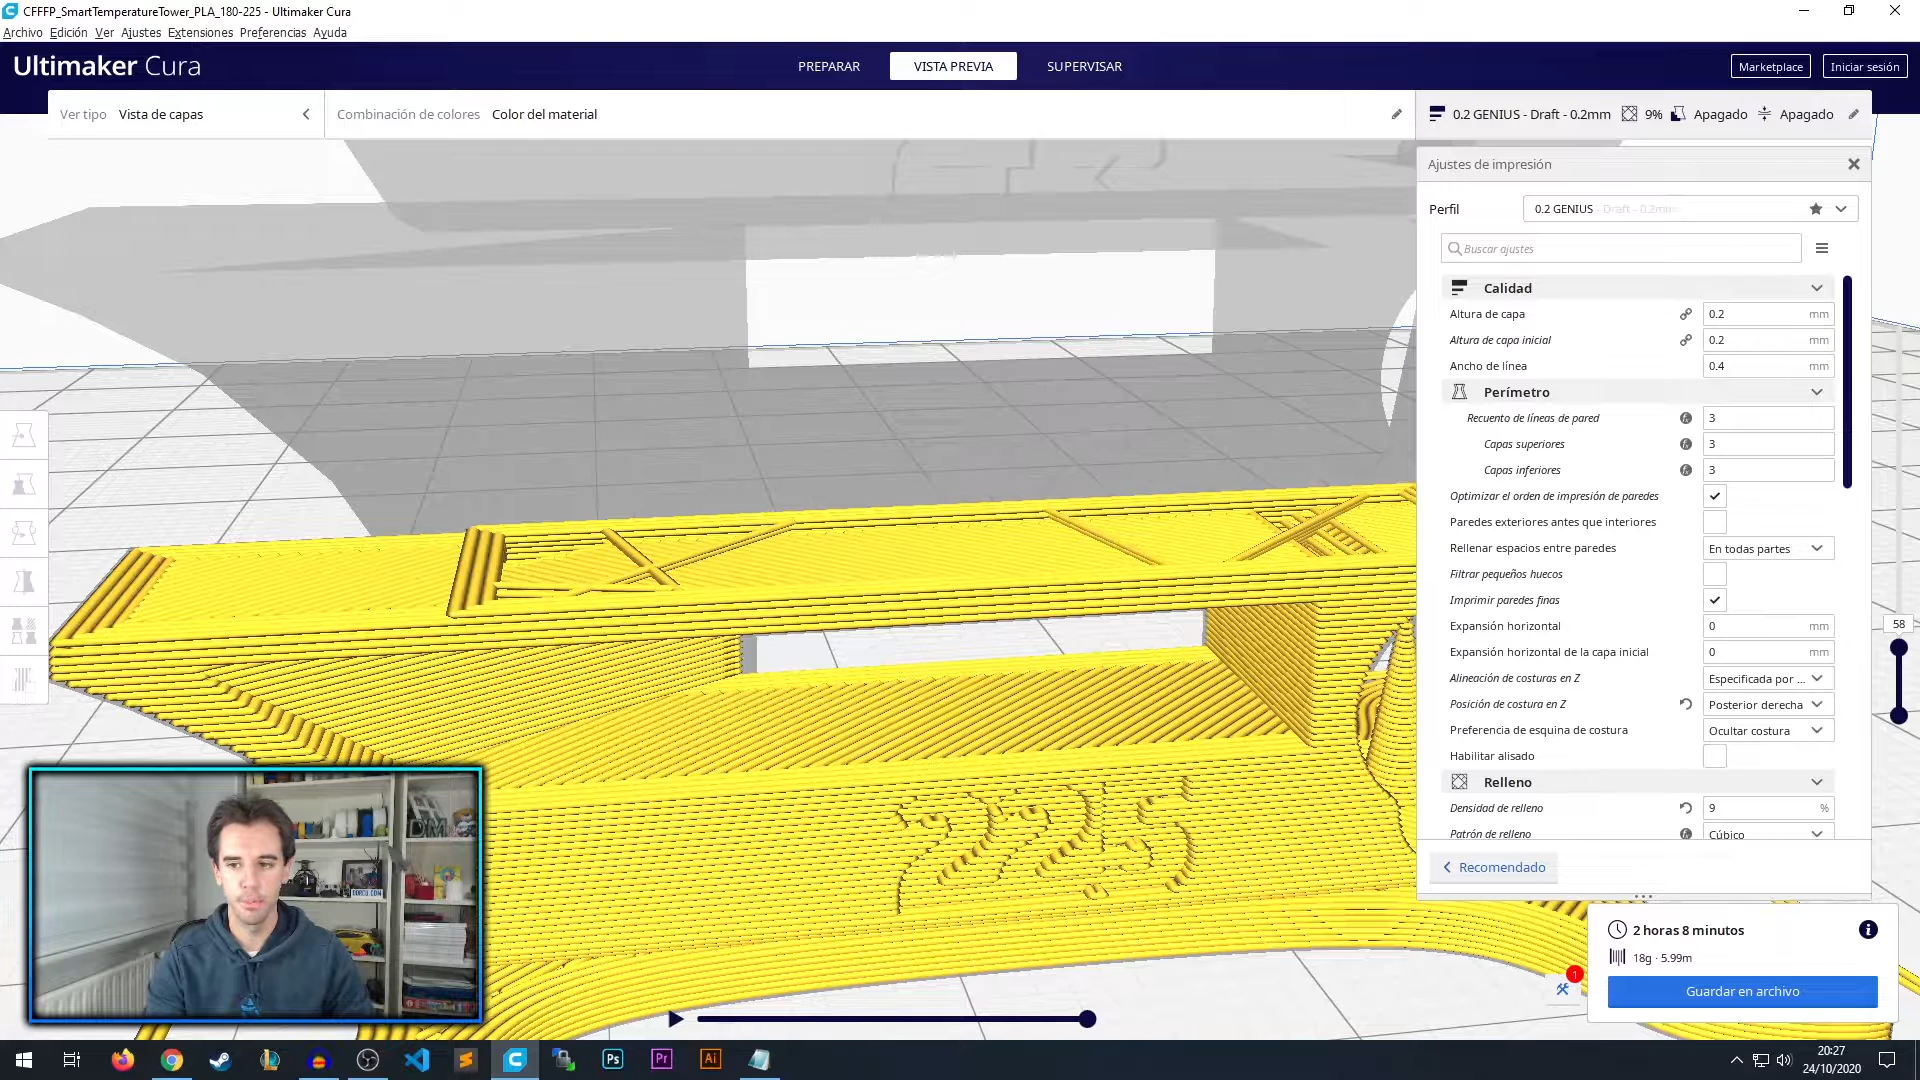 CFFFP_SmartTemperatureTower_PLA_180-225 - Ultimaker Cura
Archivo Edición Ver Ajustes Extensiones Preferencias Ayuda
Ultimaker Cura
PREPARAR
VISTA PREVIA
SUPERVISAR
Marketplace
Iniciar sesión
Ver tipo Vista de capas
Combinación de colores Color del material
0.2 GENIUS - Draft - 0.2mm
9%
Apagado
Apagado
Ajustes de impresión
Perfil
0.2 GENIUS - Draft - 0.2mm
Buscar ajustes
Calidad
Altura de capa 0.2 mm
Altura de capa inicial 0.2 mm
Ancho de línea 0.4 mm
Perímetro
Recuento de líneas de pared 3
Capas superiores 3
Capas inferiores 3
Optimizar el orden de impresión de paredes
Paredes exteriores antes que interiores
Rellenar espacios entre paredes En todas partes
Filtrar pequeños huecos
Imprimir paredes finas
Expansión horizontal 0 mm
Expansión horizontal de la capa inicial 0 mm
Alineación de costuras en Z Especificada por ...
Posición de costura en Z Posterior derecha
Preferencia de esquina de costura Ocultar costura
Habilitar alisado
Relleno
Densidad de relleno 9 %
Patrón de relleno Cúbico
Recomendado
58
225
2 horas 8 minutos
18g · 5.99m
1
Guardar en archivo
Ps
Pr
Ai
20:27
24/10/2020